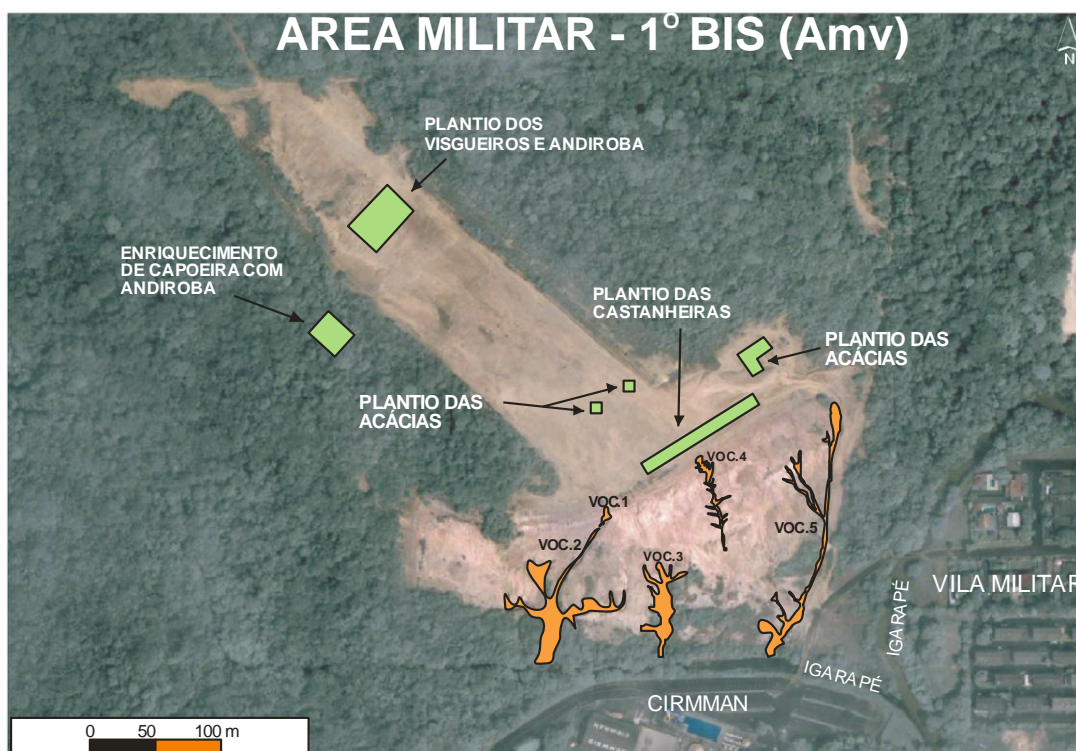 AREA MILITAR - 1º BIS (Amv)
N
PLANTIO DOS
VISGUEIROS E ANDIROBA
ENRIQUECIMENTO
DE CAPOEIRA COM
ANDIROBA
PLANTIO DAS
CASTANHEIRAS
PLANTIO DAS
ACÁCIAS
PLANTIO DAS
ACÁCIAS
VOC.4
VOC.1
VOC.2
VOC.3
VOC.5
VILA MILITAR
IGARAPÉ
IGARAPÉ
CIRMMAN
0 50 100 m